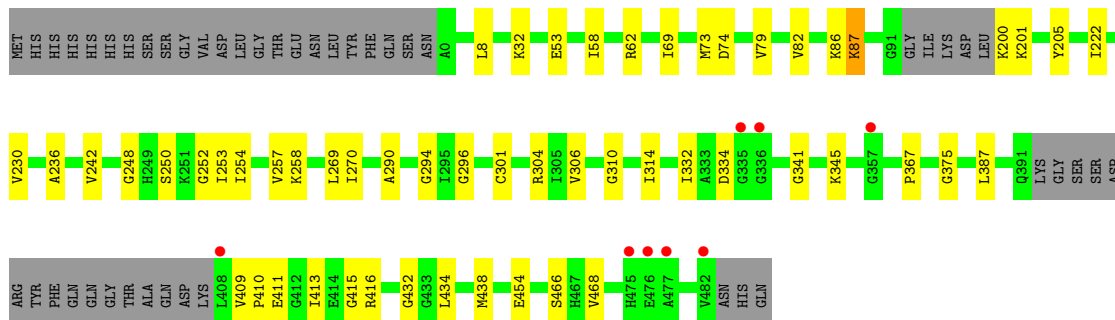 MET HIS HIS HIS HIS HIS HIS SER SER GLY VAL ASP LEU GLY THR GLU ASN LEU TYR PHE GLN SER ASN A0 L8 K32 E53 I58 R62 I69 M73 D74 V79 V82 K86 K87 G91 GLY ILE LYS ASP LEU K200 K201 Y205 I222
V230 A236 V242 G248 H249 S250 K251 G252 I253 I254 V257 K258 L269 I270 A290 G294 I295 G296 C301 R304 I305 V306 G310 I314 I332 A333 D334 G335 G336 G341 K345 G357 P367 G375 L387 Q391 LYS GLY SER SER ASP
ARG TYR PHE GLN GLN GLY THR ALA GLN ASP LYS L408 V409 P410 E411 G412 I413 E414 G415 R416 G432 G433 L434 M438 E454 S466 H467 V468 H475 E476 A477 V482 ASN HIS GLN